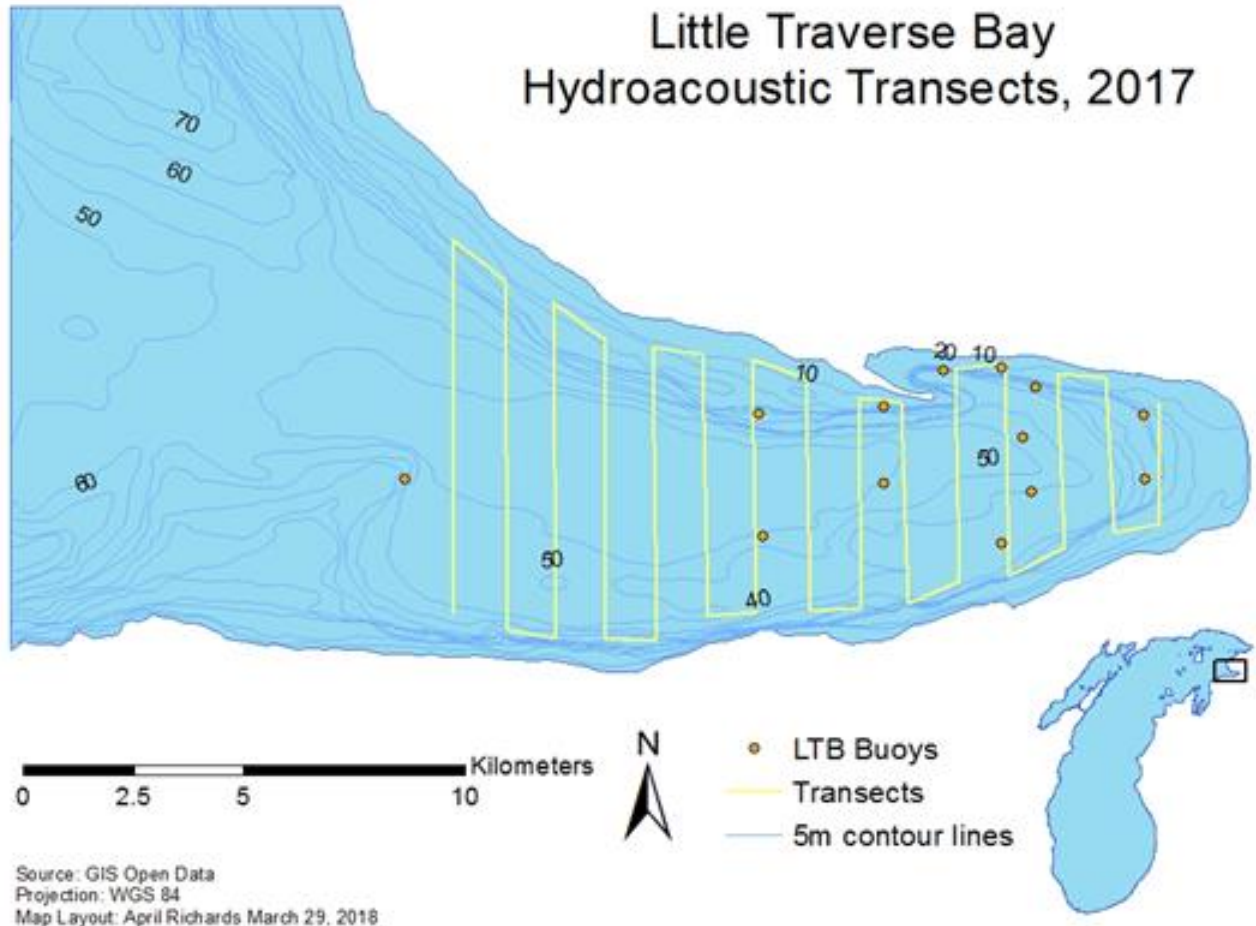 Little Traverse Bay
Hydroacoustic Transects, 2017
70
60
50
20 10
10
50
60
50
40
Kilometers
0 2.5 5 10
N
LTB Buoys
Transects
5m contour lines
Source: GIS Open Data
Projection: WGS 84
Map Layout: April Richards March 29, 2018